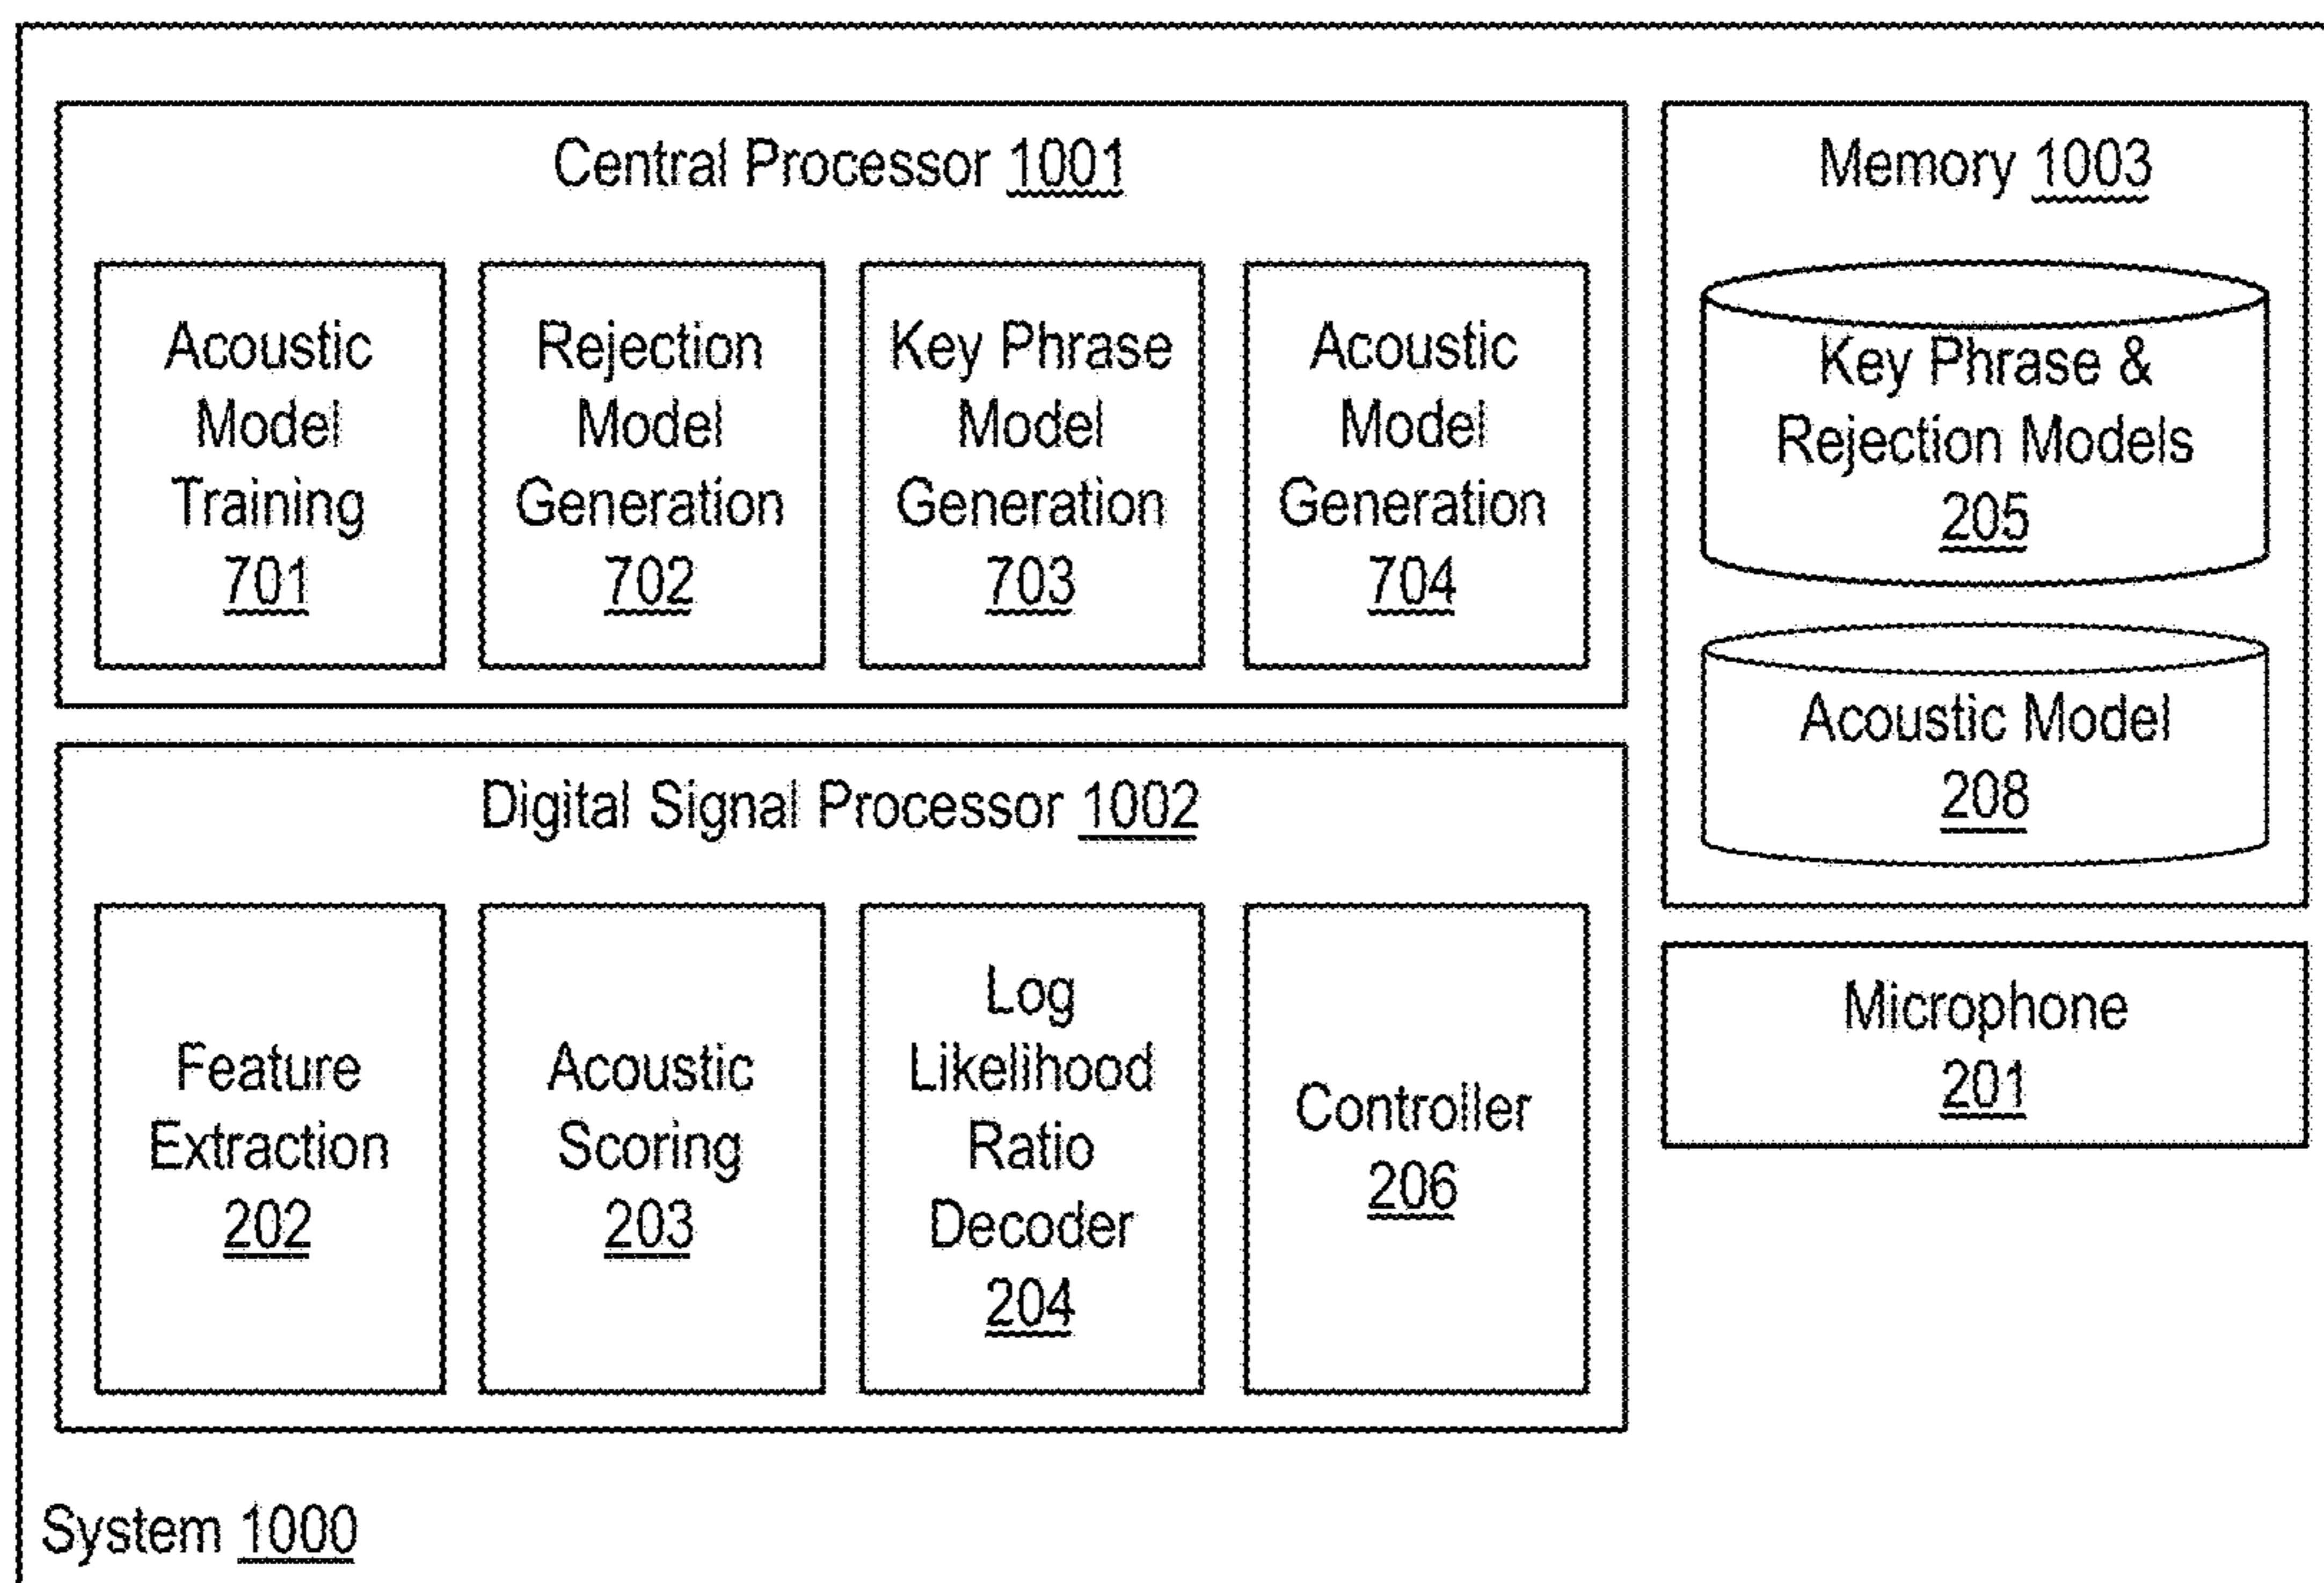 Central Processor 1001
Acoustic
Model
Training
701
Rejection
Model
Generation
702
Key Phrase
Model
Generation
703
Acoustic
Model
Generation
704
Memory 1003
Key Phrase &
Rejection Models
205
Acoustic Model
208
Digital Signal Processor 1002
Feature
Extraction
202
Acoustic
Scoring
203
Log
Likelihood
Ratio
Decoder
204
Controller
206
Microphone
201
System 1000